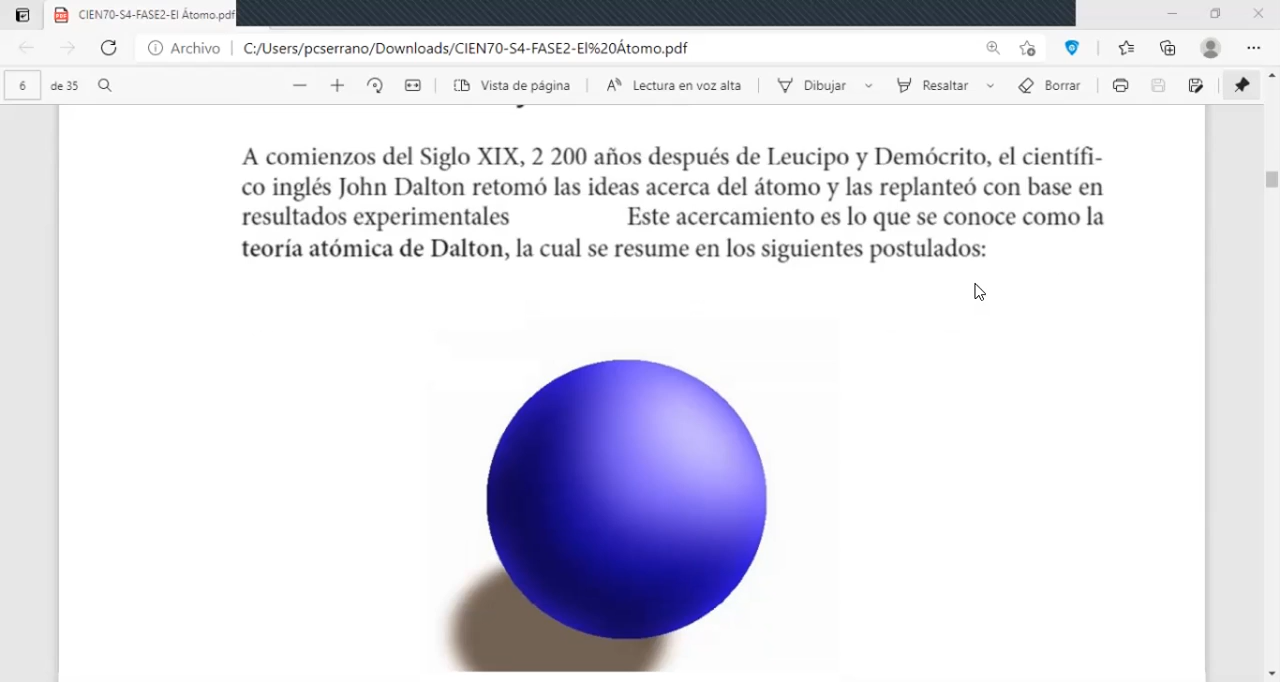 CIEN70-S4-FASE2-El Átomo.pdf
Archivo C:/Users/pcserrano/Downloads/CIEN70-S4-FASE2-El%20Átomo.pdf
6 de 35 Vista de página Lectura en voz alta Dibujar Resaltar Borrar
A comienzos del Siglo XIX, 2 200 años después de Leucipo y Demócrito, el científi-
co inglés John Dalton retomó las ideas acerca del átomo y las replanteó con base en
resultados experimentales Este acercamiento es lo que se conoce como la
teoría atómica de Dalton, la cual se resume en los siguientes postulados: